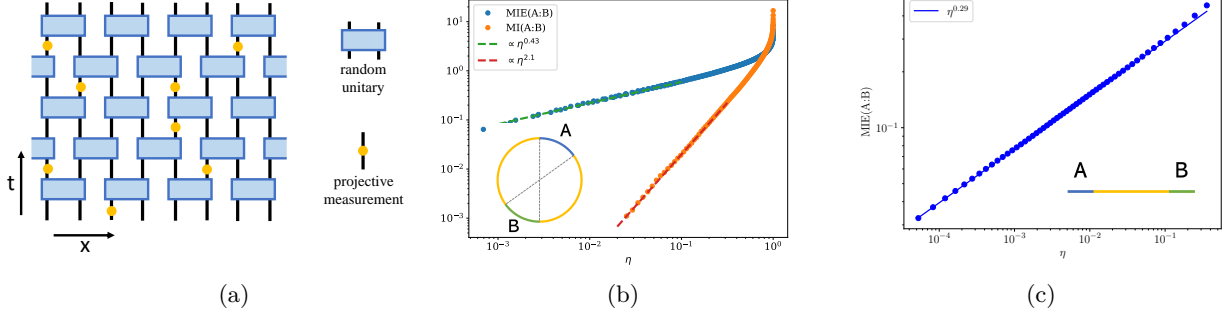 t
x
random
unitary
projective
measurement
(a)
MIE(A:B)
MI(A:B)
∝ η^0.43
∝ η^2.1
10^1
10^0
10^-1
10^-2
10^-3
A
B
10^-3
10^-2
10^-1
10^0
η
(b)
η^0.29
MIE(A:B)
10^-1
A
B
10^-4
10^-3
10^-2
10^-1
η
(c)